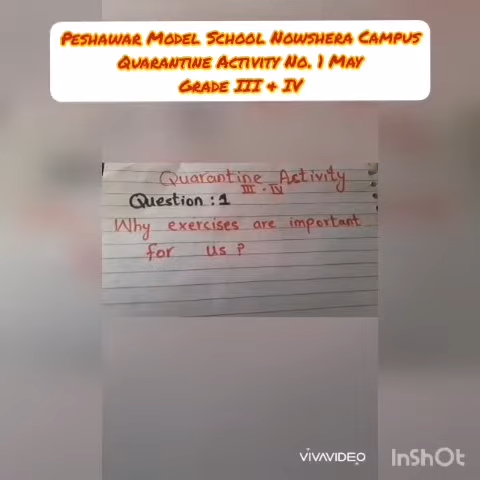 Peshawar Model School Nowshera Campus
Quarantine Activity No. 1 May
Grade III & IV
Quarantine Activity
III - IV
Question : 1
Why exercises are important
for us ?
VIVAVIDEO
InShOt